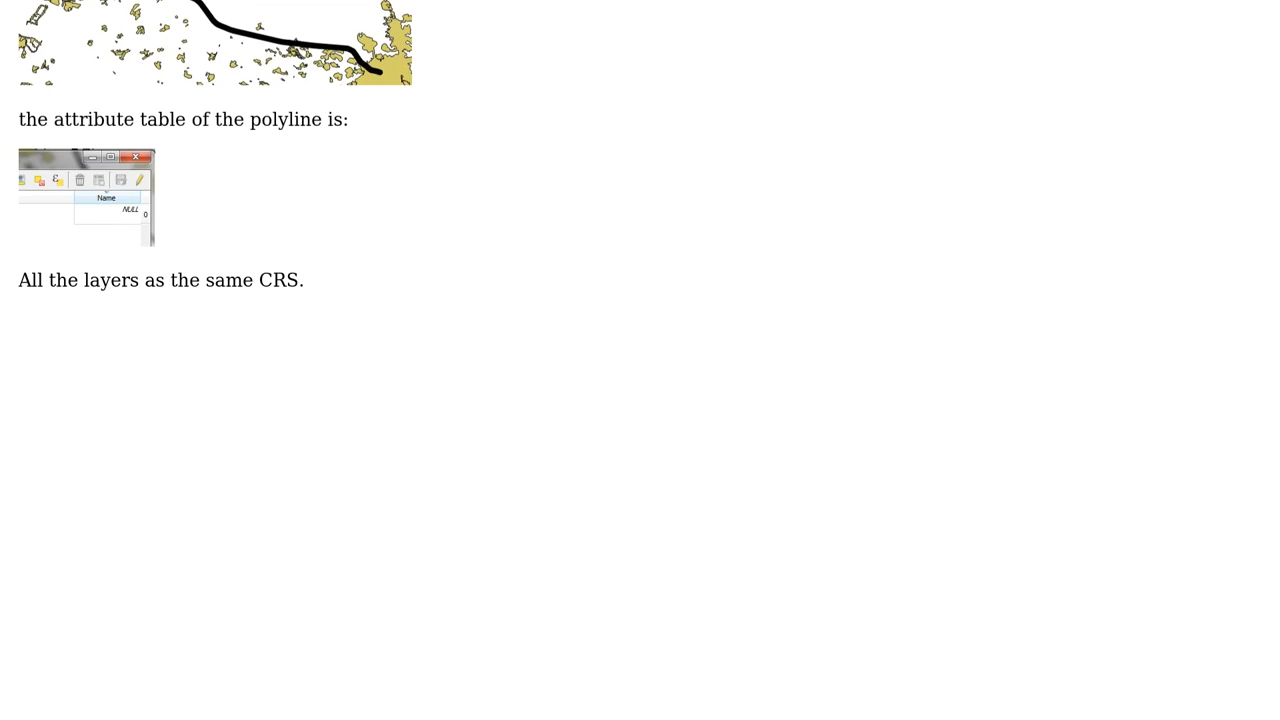 the attribute table of the polyline is:
ε
Name
NULL
0
All the layers as the same CRS.